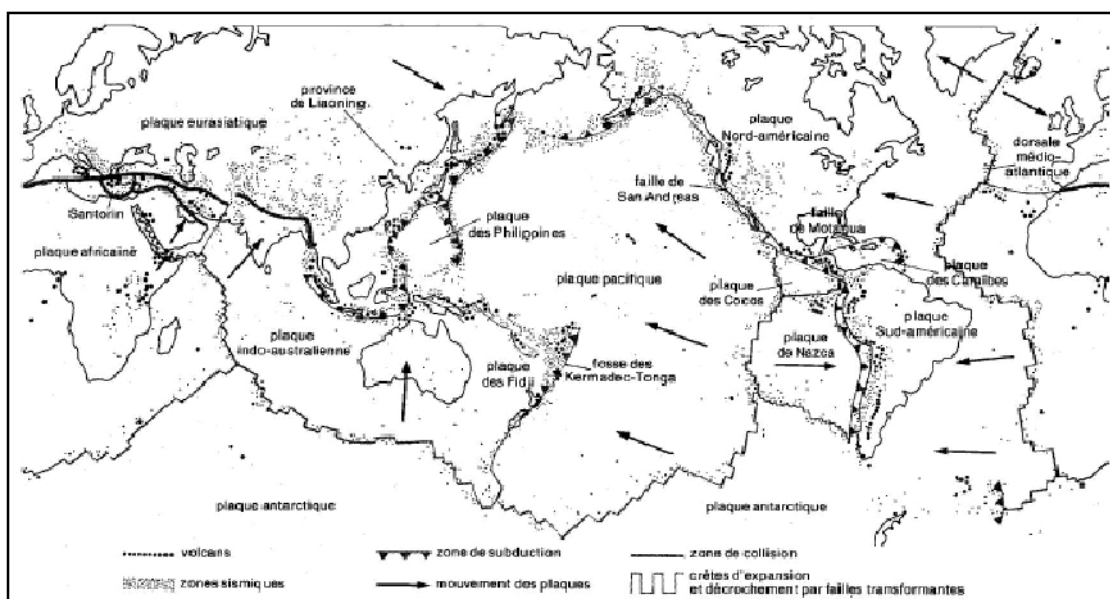 province
de Liaoning
plaque eurasiatique
Santorin
plaque africaine
plaque
des Philippines
plaque
indo-australienne
plaque
des Fidji
fosse des
Kermadec-Tonga
plaque pacifique
plaque
Nord-américaine
faille de
San Andreas
faille
de Motagua
plaque
des Cocos
plaque
des Caraïbes
plaque
Sud-américaine
plaque
de Nazca
dorsale
médio-
atlantique
plaque antarctique
plaque antarctique
volcans
zone de subduction
zone de collision
zones sismiques
mouvement des plaques
crêtes d'expansion
et décrochement par failles transformantes